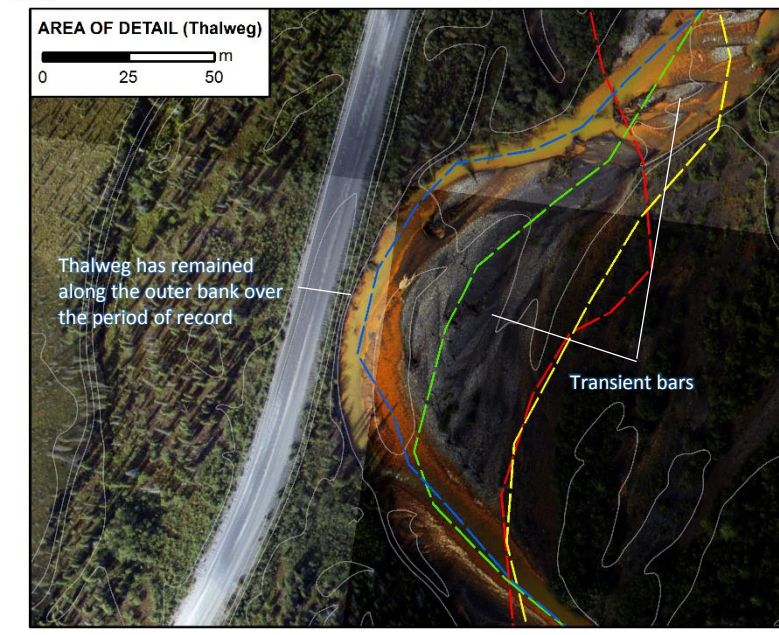 AREA OF DETAIL (Thalweg)
m
0 25 50
Thalweg has remained
along the outer bank over
the period of record
Transient bars